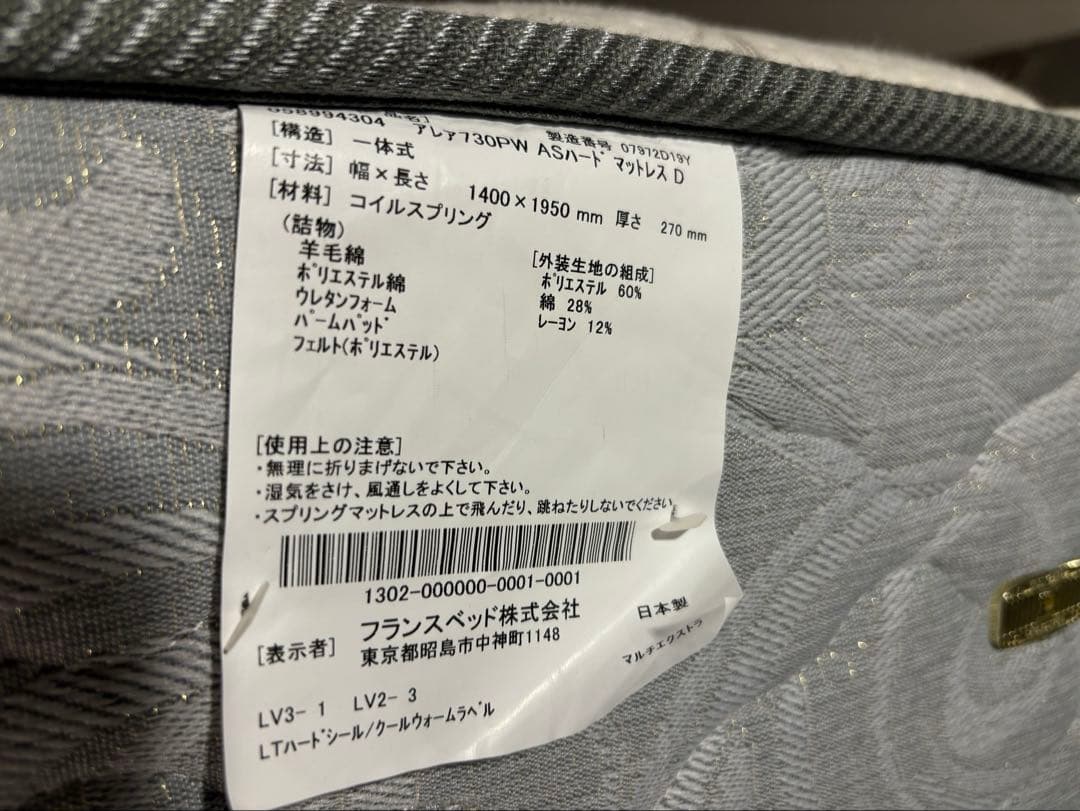 058994304
製造番号 07972D19Y
アレァ730PW ASハード マットレス D
[構造] 一体式
[寸法] 幅×長さ 1400×1950 mm 厚さ 270 mm
[材料] コイルスプリング
(詰物)
羊毛綿
ポリエステル綿
ウレタンフォーム
パームパッド
フェルト(ポリエステル)
[外装生地の組成]
ポリエステル 60%
綿 28%
レーヨン 12%
[使用上の注意]
・無理に折りまげないで下さい。
・湿気をさけ、風通しをよくして下さい。
・スプリングマットレスの上で飛んだり、跳ねたりしないでください
1302-000000-0001-0001
[表示者] フランスベッド株式会社
東京都昭島市中神町1148
日本製
マルチエクストラ
LV3- 1 LV2- 3
LTハードシール/クールウォームラベル